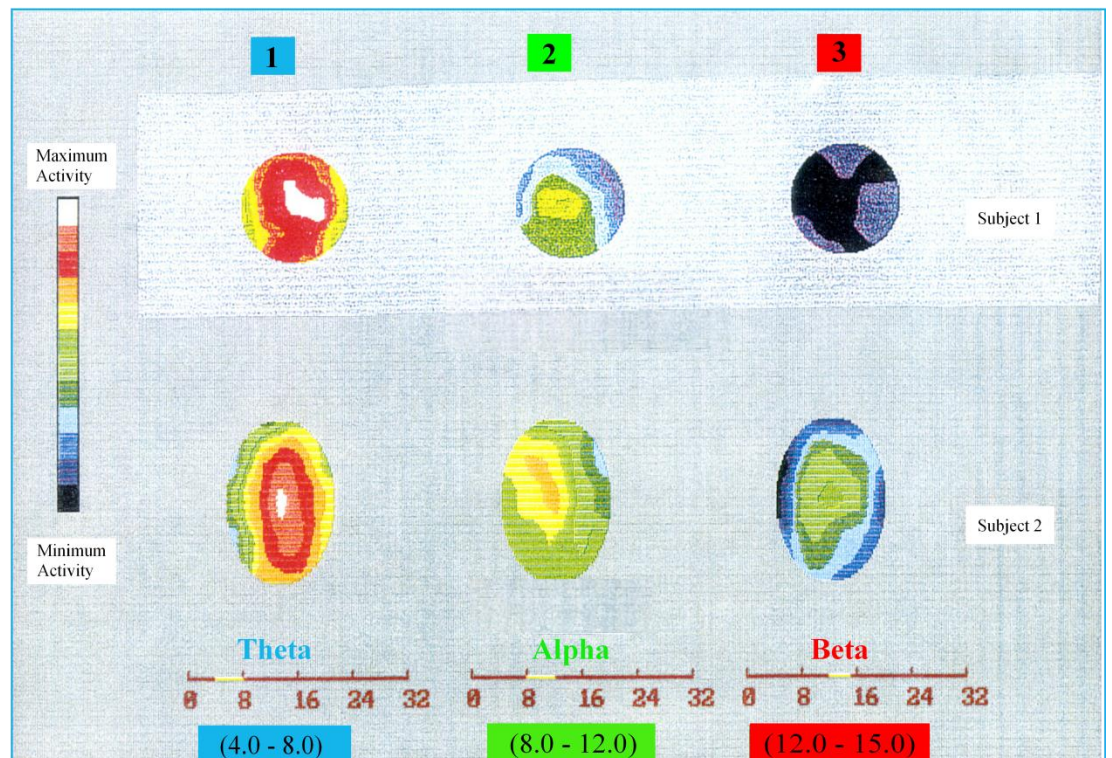 1 2 3
Maximum
Activity
Subject 1
Subject 2
Minimum
Activity
Theta Alpha Beta
0 8 16 24 32 0 8 16 24 32 0 8 16 24 32
(4.0 - 8.0) (8.0 - 12.0) (12.0 - 15.0)